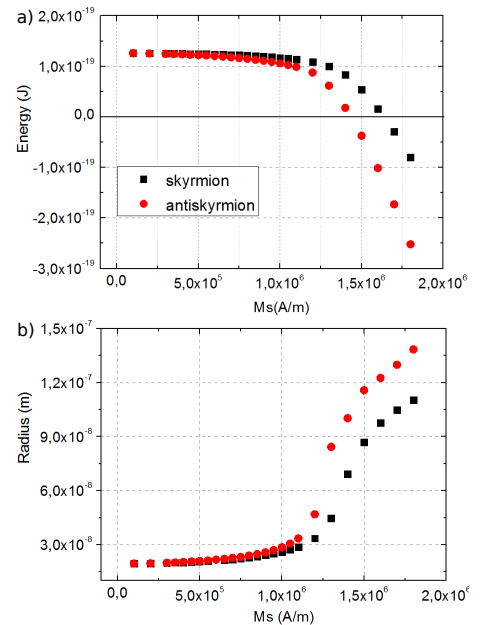 a)
2,0x10⁻¹⁹
1,0x10⁻¹⁹
0,0
-1,0x10⁻¹⁹
-2,0x10⁻¹⁹
-3,0x10⁻¹⁹
Energy (J)
skyrmion
antiskyrmion
0,0 5,0x10⁵ 1,0x10⁶ 1,5x10⁶ 2,0x10⁶
Ms(A/m)
b)
1,5x10⁻⁷
1,2x10⁻⁷
9,0x10⁻⁸
6,0x10⁻⁸
3,0x10⁻⁸
Radius (m)
0,0 5,0x10⁵ 1,0x10⁶ 1,5x10⁶ 2,0x10⁶
Ms (A/m)